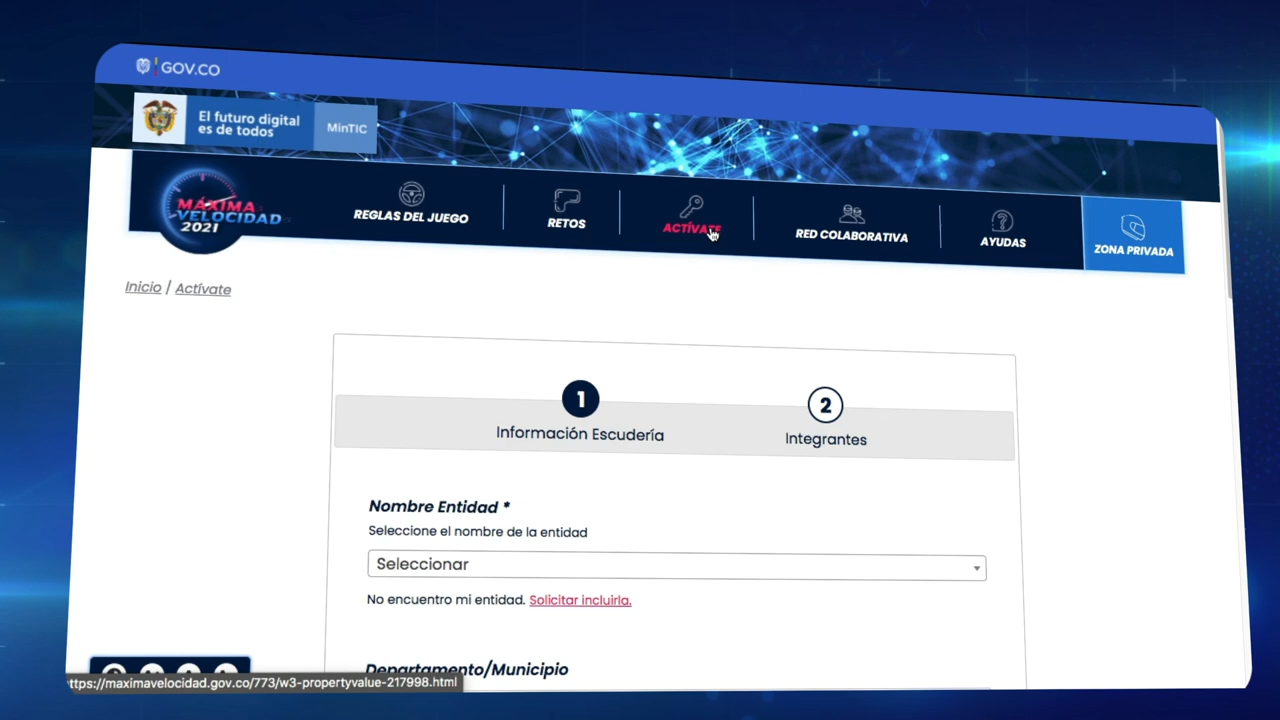 GOV.CO
El futuro digital
es de todos
MinTIC
MÁXIMA
VELOCIDAD
2021
REGLAS DEL JUEGO
RETOS
ACTÍVATE
RED COLABORATIVA
AYUDAS
ZONA PRIVADA
Inicio / Actívate
1
2
Información Escudería
Integrantes
Nombre Entidad *
Seleccione el nombre de la entidad
Seleccionar
No encuentro mi entidad. Solicitar incluirla.
Departamento/Municipio
ttps://maximavelocidad.gov.co/773/w3-propertyvalue-217998.html